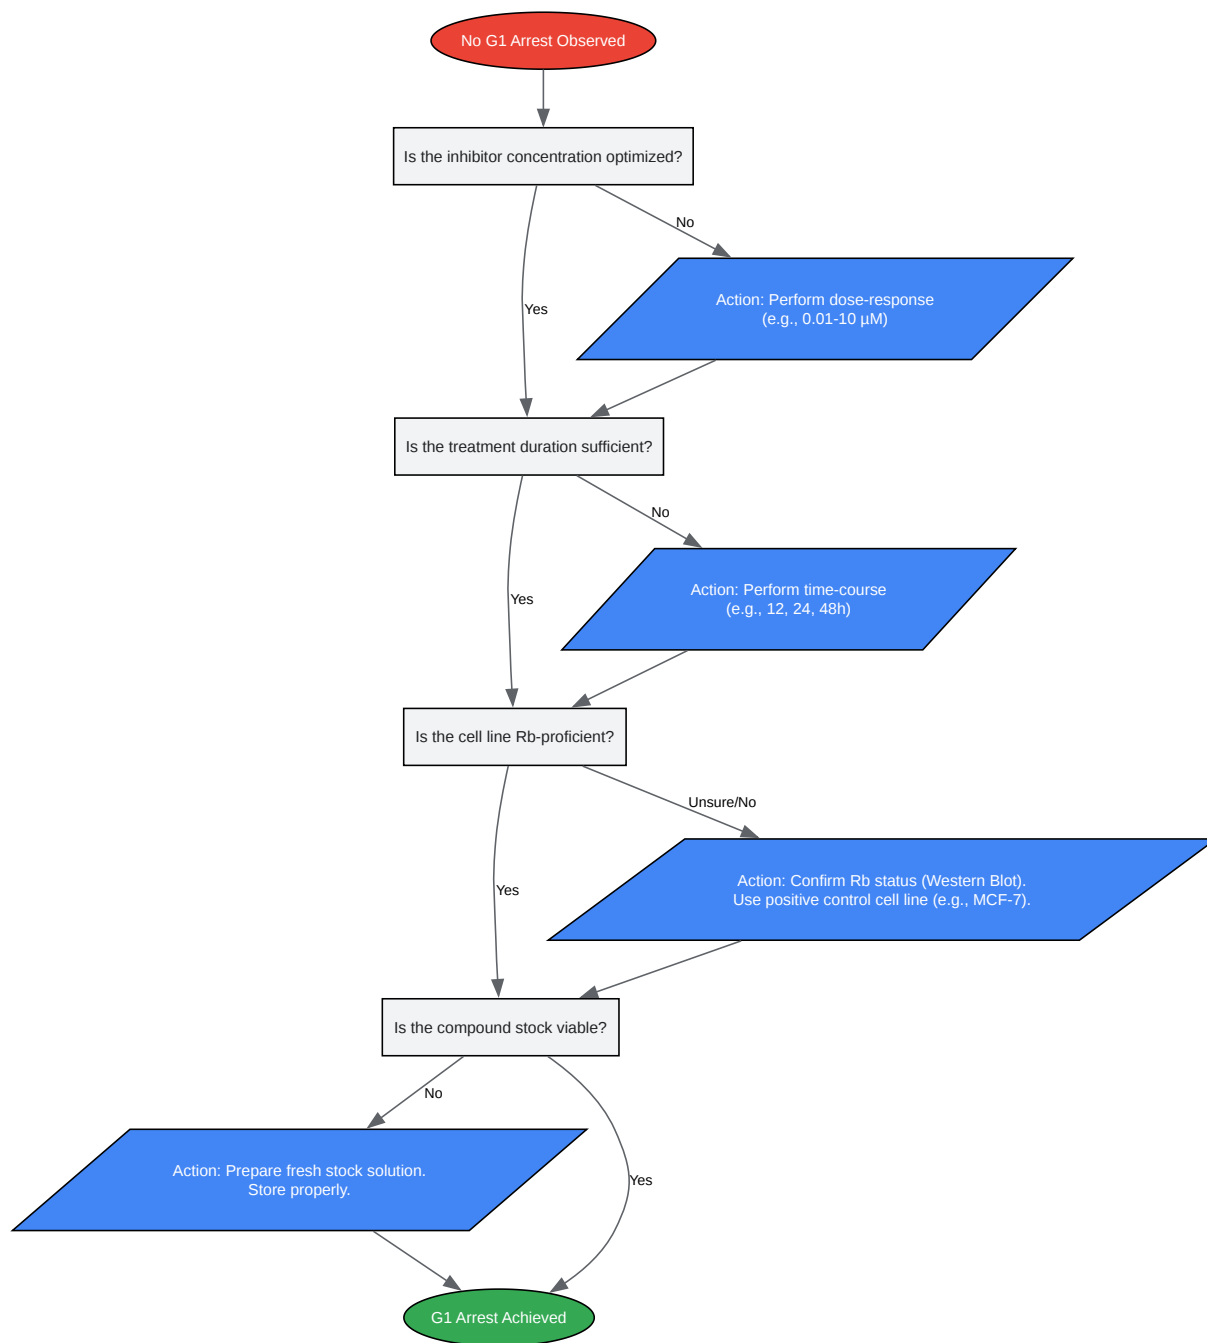 No G1 Arrest Observed
Is the inhibitor concentration optimized?
No
Action: Perform dose-response
(e.g., 0.01-10 µM)
Yes
Is the treatment duration sufficient?
No
Action: Perform time-course
(e.g., 12, 24, 48h)
Yes
Is the cell line Rb-proficient?
Unsure/No
Action: Confirm Rb status (Western Blot).
Use positive control cell line (e.g., MCF-7).
Yes
Is the compound stock viable?
No
Action: Prepare fresh stock solution.
Store properly.
Yes
G1 Arrest Achieved